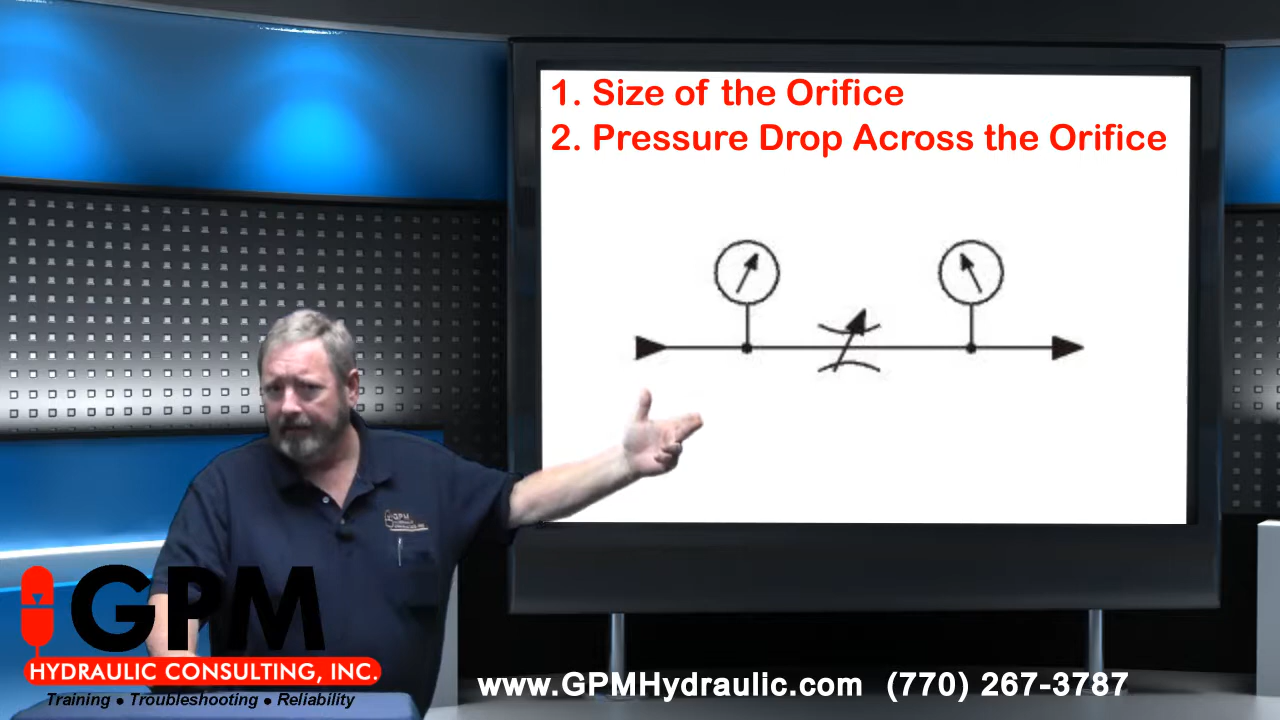 1. Size of the Orifice
2. Pressure Drop Across the Orifice
GPM
GPM
HYDRAULIC CONSULTING, INC.
Training ● Troubleshooting ● Reliability
www.GPMHydraulic.com (770) 267-3787